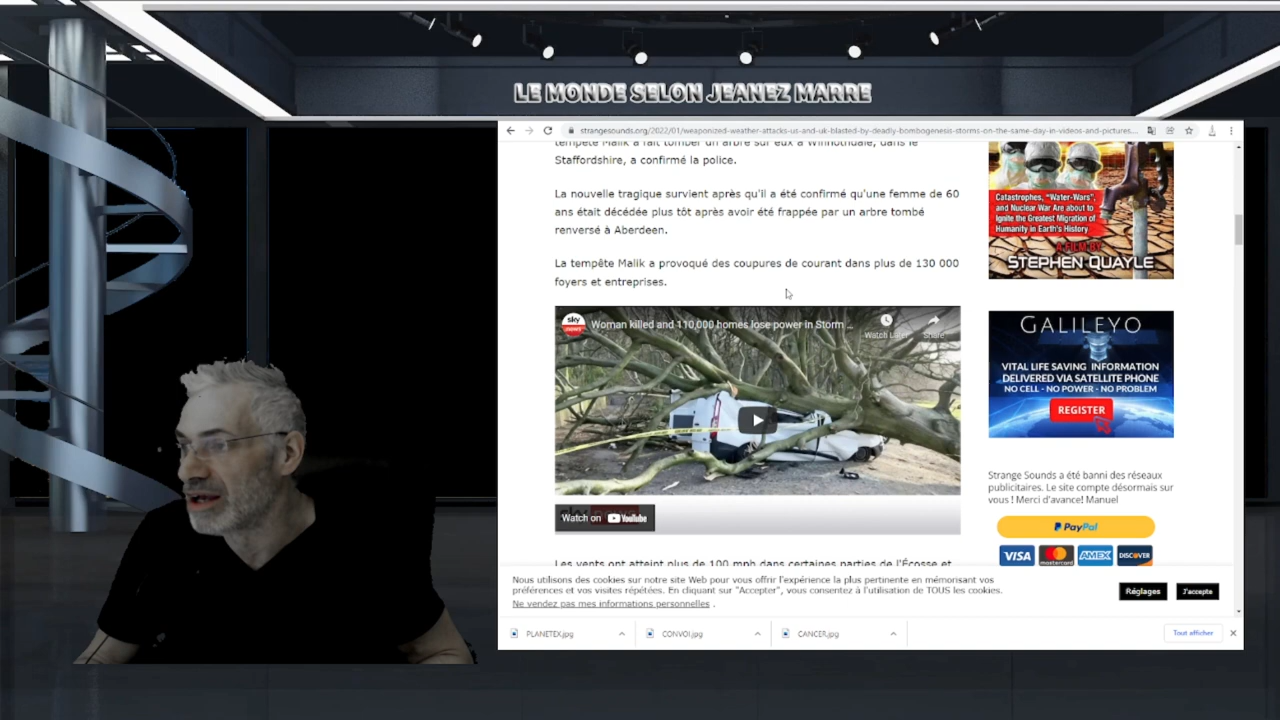 LE MONDE SELON JEANEZ MARRE
strangesounds.org/2022/01/weaponized-weather-attacks-us-and-uk-blasted-by-deadly-bombogenesis-storms-on-the-same-day-in-videos-and-pictures...
tempête Malik a fait tomber un arbre sur eux à Winnothdale, dans le
Staffordshire, a confirmé la police.
La nouvelle tragique survient après qu'il a été confirmé qu'une femme de 60
ans était décédée plus tôt après avoir été frappée par un arbre tombé
renversé à Aberdeen.
La tempête Malik a provoqué des coupures de courant dans plus de 130 000
foyers et entreprises.
sky news
Woman killed and 110,000 homes lose power in Storm ...
Watch Later
Share
Watch on YouTube
Les vents ont atteint plus de 100 mph dans certaines parties de l'Écosse et
Catastrophes, "Water-Wars",
and Nuclear War Are about to
Ignite the Greatest Migration of
Humanity in Earth's History
A FILM BY
STEPHEN QUAYLE
GALILEYO
VITAL LIFE SAVING INFORMATION
DELIVERED VIA SATELLITE PHONE
NO CELL - NO POWER - NO PROBLEM
REGISTER
Strange Sounds a été banni des réseaux
publicitaires. Le site compte désormais sur
vous ! Merci d'avance! Manuel
PayPal
VISA
mastercard
AMEX
DISCOVER
Nous utilisons des cookies sur notre site Web pour vous offrir l'expérience la plus pertinente en mémorisant vos
préférences et vos visites répétées. En cliquant sur "Accepter", vous consentez à l'utilisation de TOUS les cookies.
Ne vendez pas mes informations personnelles .
Réglages
J'accepte
PLANETEX.jpg
CONVOI.jpg
CANCER.jpg
Tout afficher